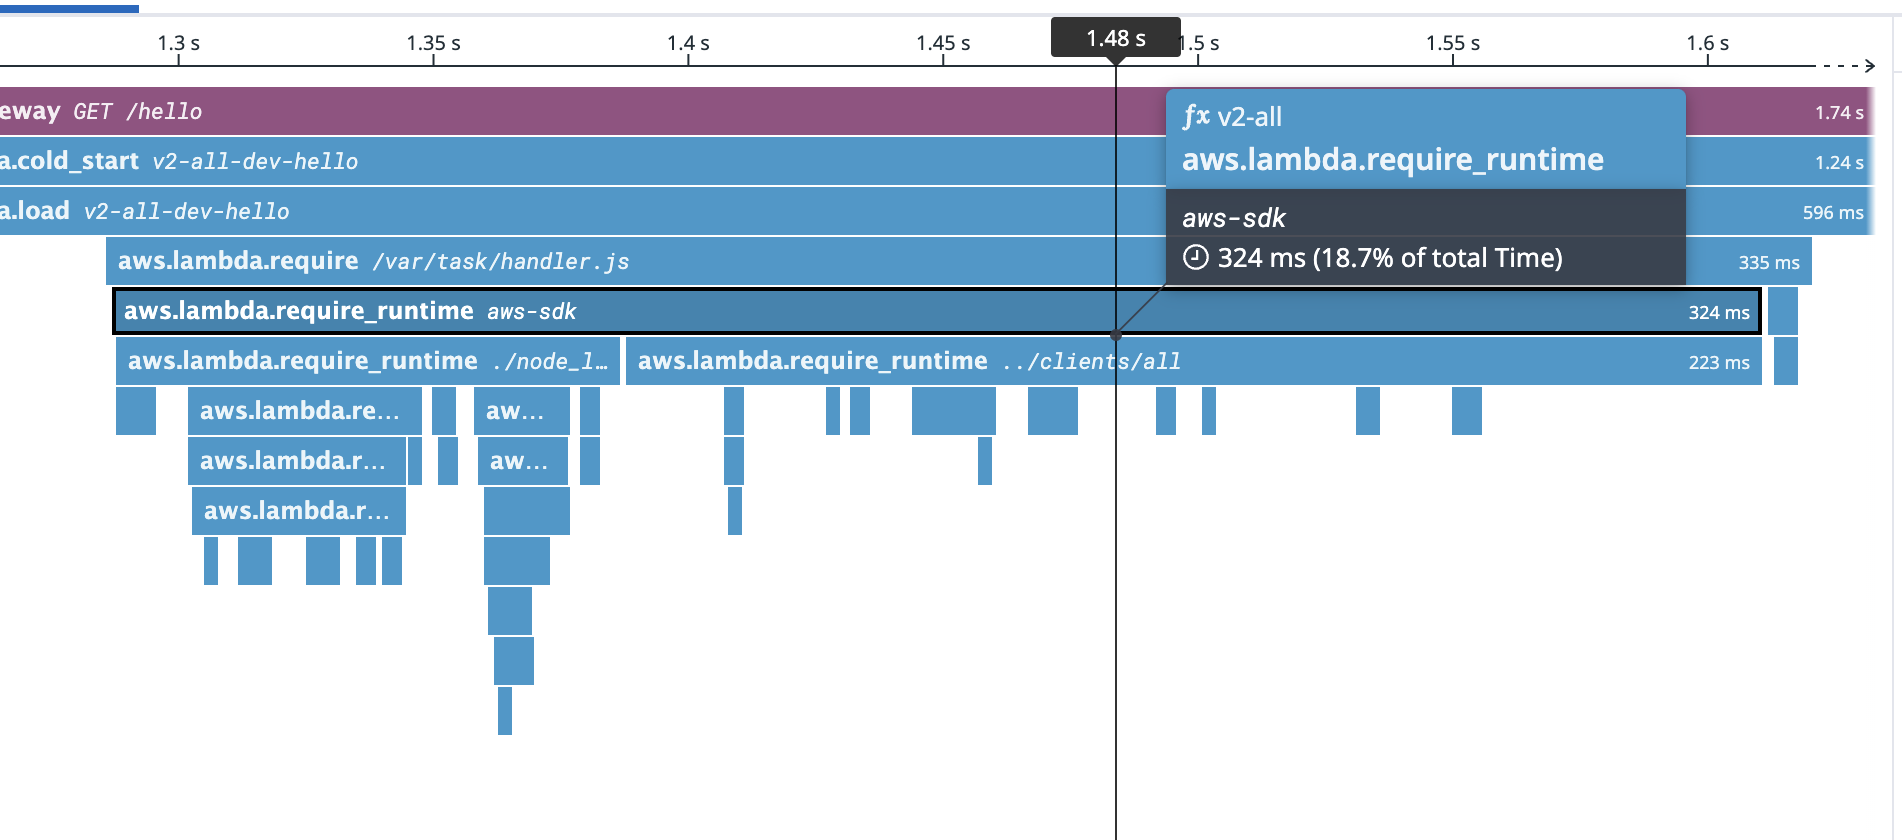 1.3 s 1.35 s 1.4 s 1.45 s 1.48 s 1.5 s 1.55 s 1.6 s
eway GET /hello 1.74 s
a.cold_start v2-all-dev-hello 1.24 s
a.load v2-all-dev-hello 596 ms
fx v2-all
aws.lambda.require_runtime
aws-sdk
324 ms (18.7% of total Time)
aws.lambda.require /var/task/handler.js 335 ms
aws.lambda.require_runtime aws-sdk 324 ms
aws.lambda.require_runtime ./node_l… aws.lambda.require_runtime ../clients/all 223 ms
aws.lambda.re… aw…
aws.lambda.r… aw…
aws.lambda.r…